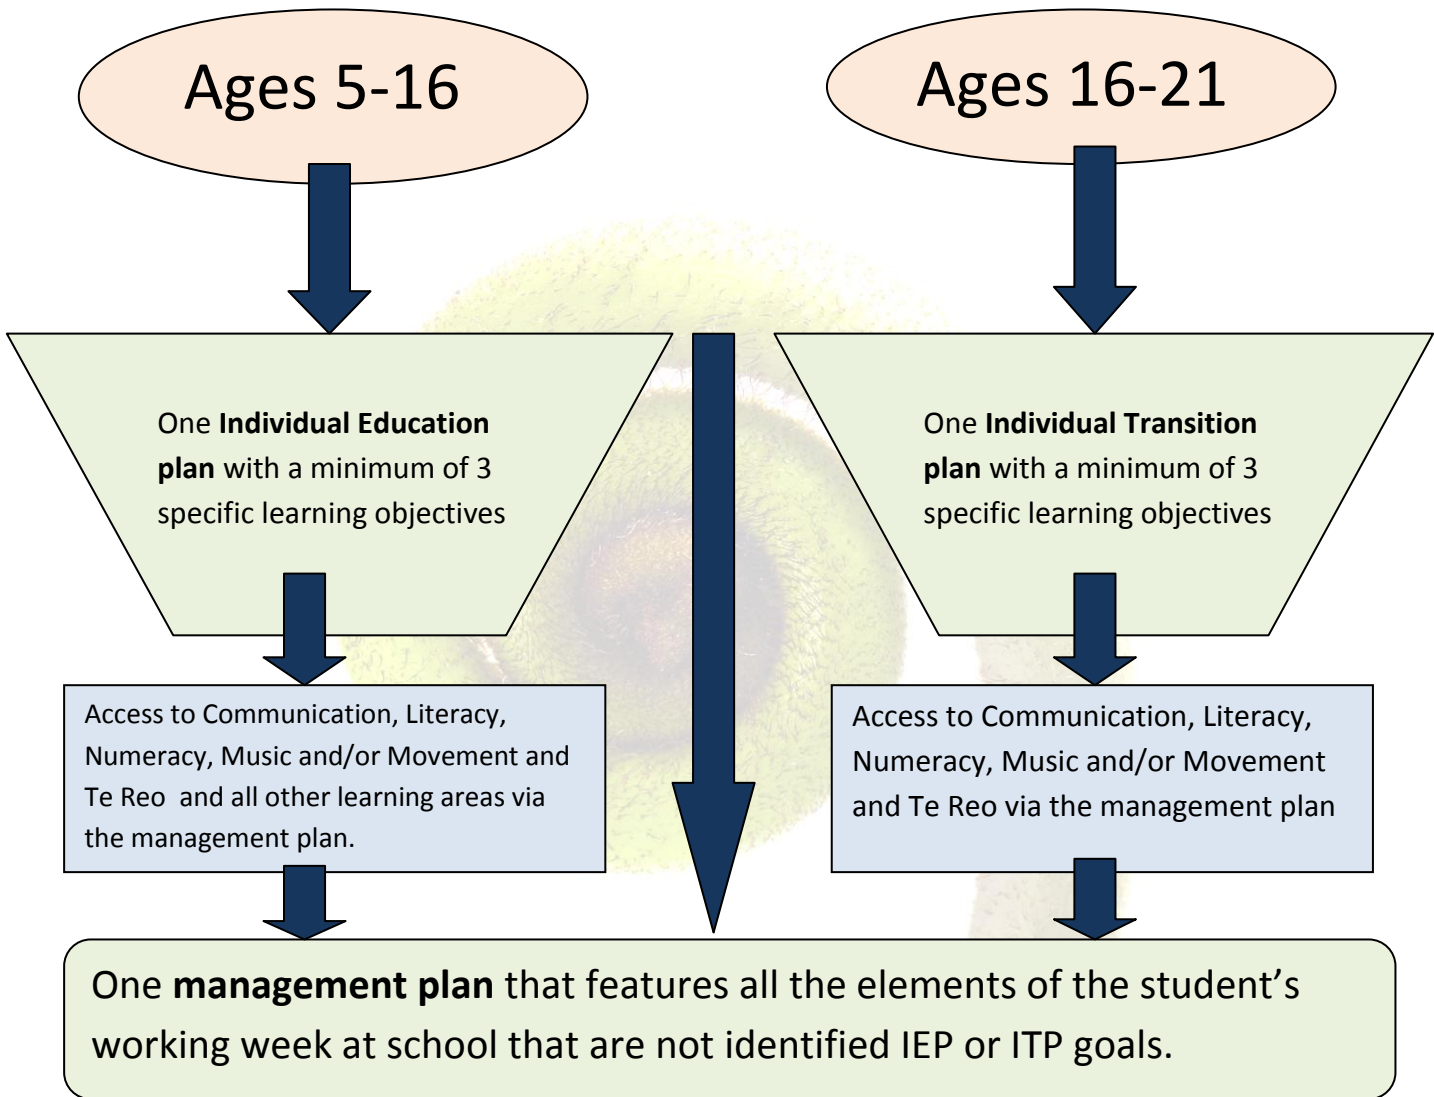 Ages 5-16
Ages 16-21
One Individual Education
plan with a minimum of 3
specific learning objectives
One Individual Transition
plan with a minimum of 3
specific learning objectives
Access to Communication, Literacy,
Numeracy, Music and/or Movement and
Te Reo  and all other learning areas via
the management plan.
Access to Communication, Literacy,
Numeracy, Music and/or Movement
and Te Reo via the management plan
One management plan that features all the elements of the student’s
working week at school that are not identified IEP or ITP goals.